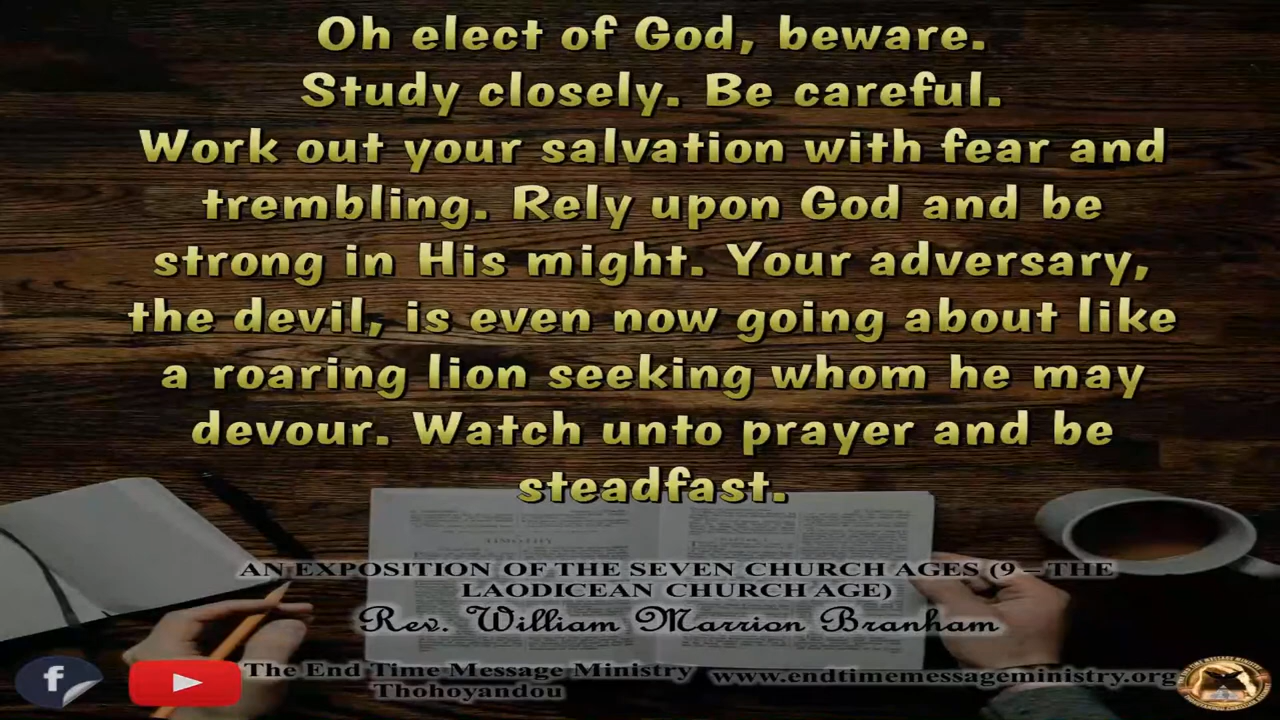 Oh elect of God, beware.
Study closely. Be careful.
Work out your salvation with fear and
trembling. Rely upon God and be
strong in His might. Your adversary,
the devil, is even now going about like
a roaring lion seeking whom he may
devour. Watch unto prayer and be
steadfast.
TIMOTHY
AN EXPOSITION OF THE SEVEN CHURCH AGES (9 – THE
LAODICEAN CHURCH AGE)
Rev. William Marrion Branham
The End Time Message Ministry
Thohoyandou
www.endtimemessageministry.org